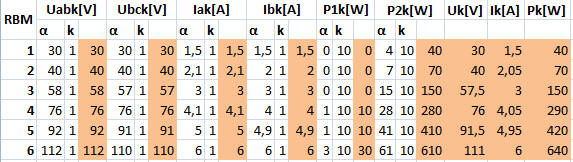 RBM Uabk[V] Ubck[V] Iak[A] Ibk[A] P1k[W] P2k[W] Uk[V] Ik[A] Pk[W]
α k α k α k α k α k α k
1 30 1 30 30 1 30 1,5 1 1,5 1,5 1 1,5 0 10 0 4 10 40 30 1,5 40
2 40 1 40 40 1 40 2,1 1 2,1 2 1 2 0 10 0 7 10 70 40 2,05 70
3 58 1 58 57 1 57 3 1 3 3 1 3 0 10 0 15 10 150 57,5 3 150
4 76 1 76 76 1 76 4,1 1 4,1 4 1 4 1 10 10 28 10 280 76 4,05 290
5 92 1 92 91 1 91 5 1 5 4,9 1 4,9 1 10 10 41 10 410 91,5 4,95 420
6 112 1 112 110 1 110 6 1 6 6 1 6 3 10 30 61 10 610 111 6 640